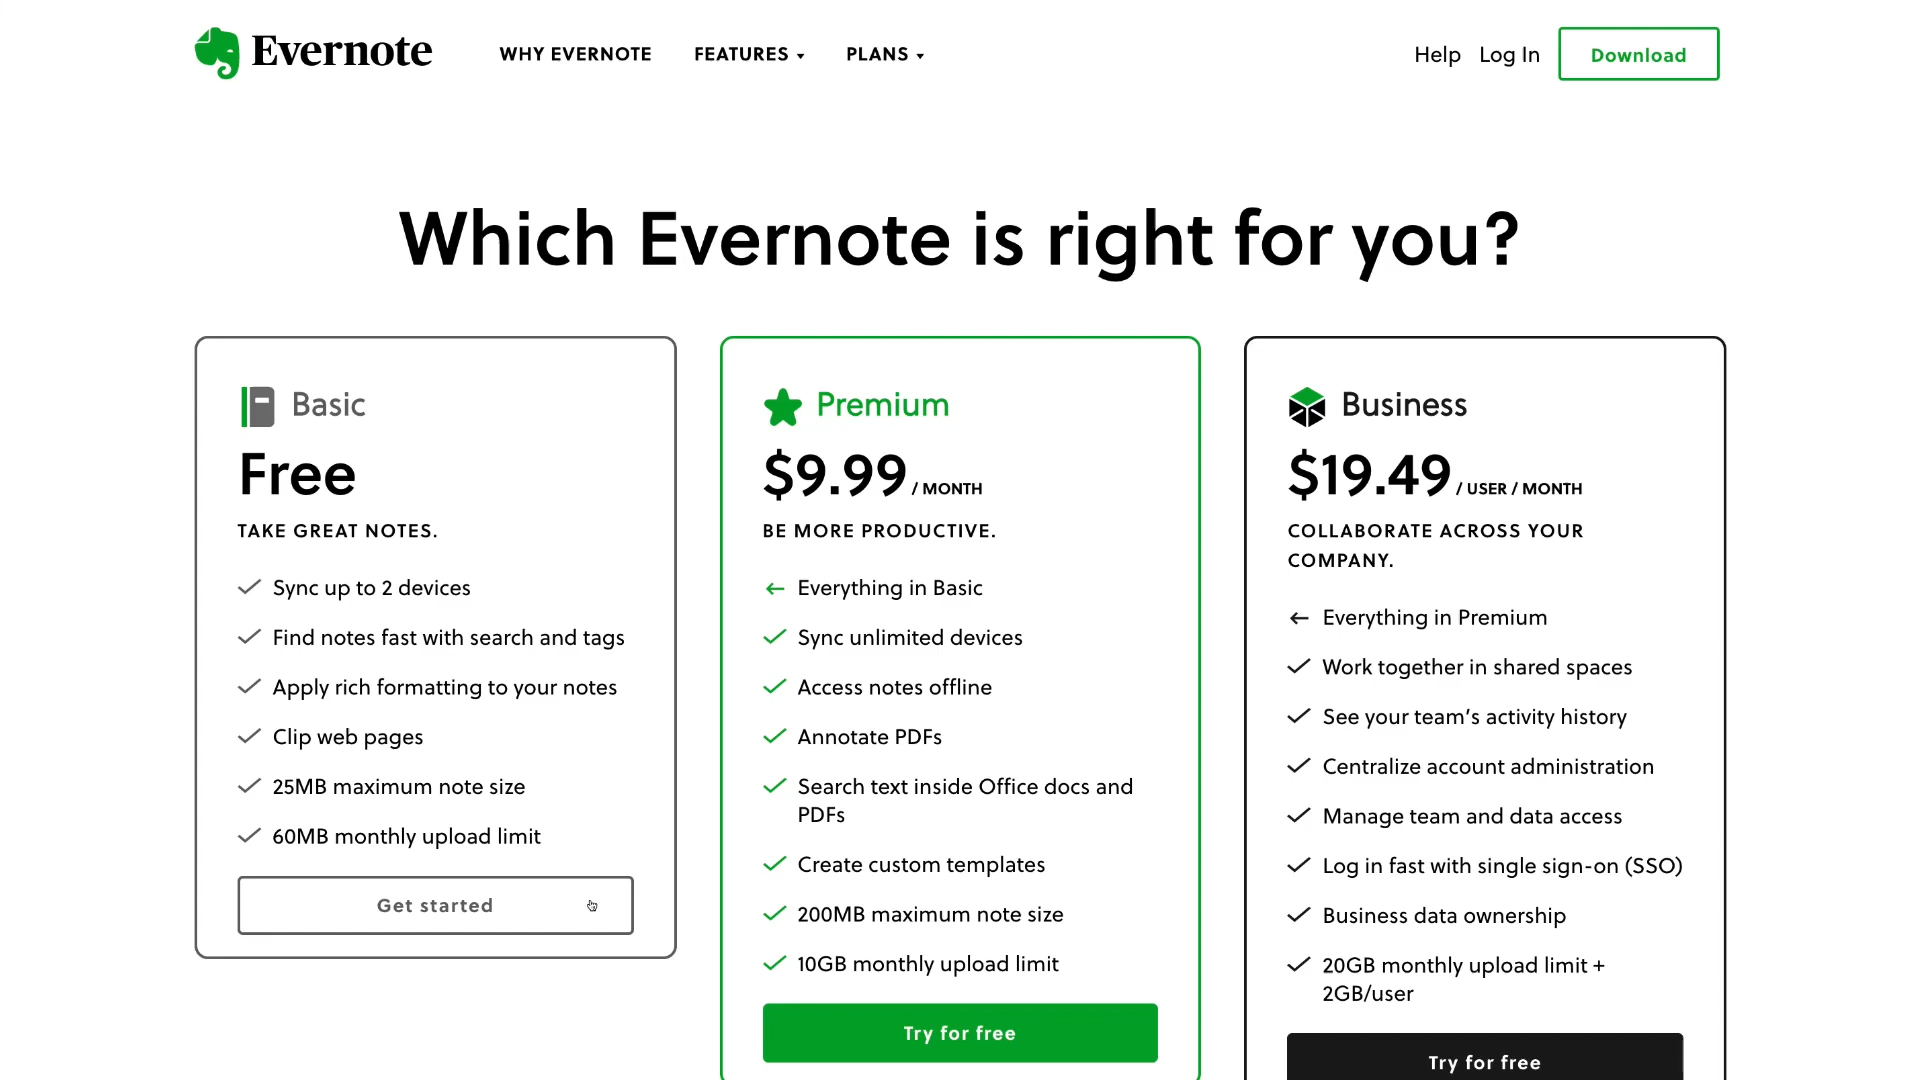 Evernote
WHY EVERNOTE
FEATURES
PLANS
Help
Log In
Download
Which Evernote is right for you?
Basic
Free
TAKE GREAT NOTES.
Sync up to 2 devices
Find notes fast with search and tags
Apply rich formatting to your notes
Clip web pages
25MB maximum note size
60MB monthly upload limit
Get started
Premium
$9.99 / MONTH
BE MORE PRODUCTIVE.
Everything in Basic
Sync unlimited devices
Access notes offline
Annotate PDFs
Search text inside Office docs and
PDFs
Create custom templates
200MB maximum note size
10GB monthly upload limit
Try for free
Business
$19.49 / USER / MONTH
COLLABORATE ACROSS YOUR
COMPANY.
Everything in Premium
Work together in shared spaces
See your team’s activity history
Centralize account administration
Manage team and data access
Log in fast with single sign-on (SSO)
Business data ownership
20GB monthly upload limit +
2GB/user
Try for free